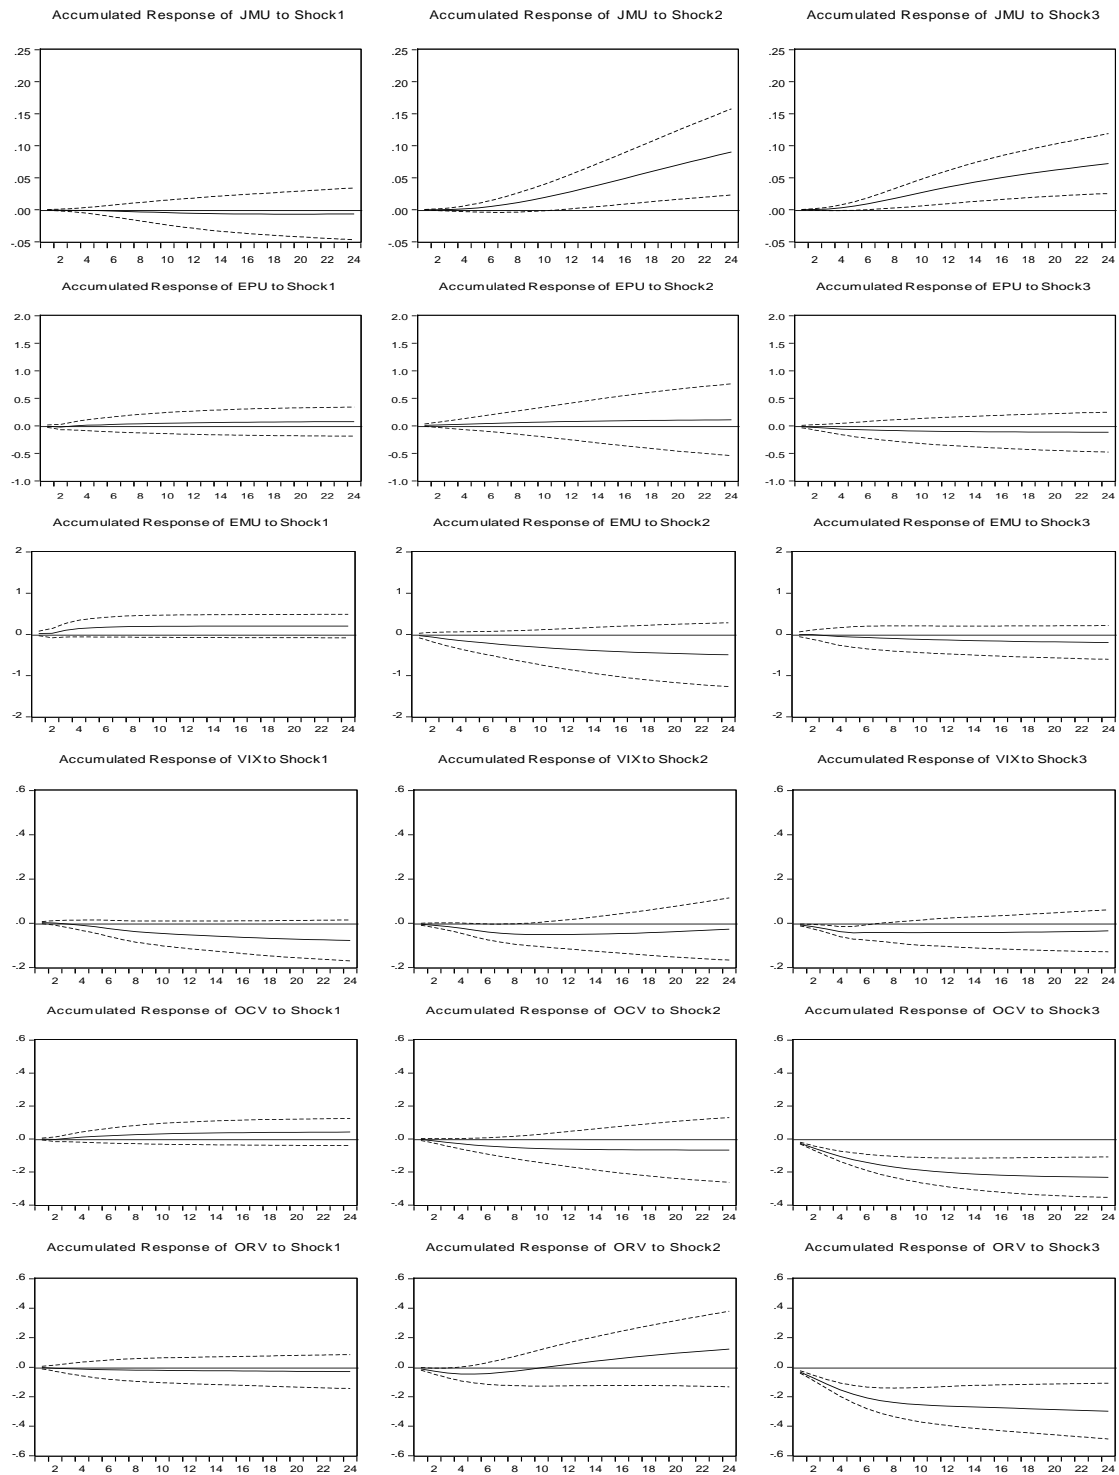 Accumulated Response of JMU to Shock1 Accumulated Response of JMU to Shock2 Accumulated Response of JMU to Shock3
.25 .25 .25
.20 .20 .20
.15 .15 .15
.10 .10 .10
.05 .05 .05
.00 .00 .00
-.05 -.05 -.05
2 4 6 8 10 12 14 16 18 20 22 24 2 4 6 8 10 12 14 16 18 20 22 24 2 4 6 8 10 12 14 16 18 20 22 24
Accumulated Response of EPU to Shock1 Accumulated Response of EPU to Shock2 Accumulated Response of EPU to Shock3
2.0 2.0 2.0
1.5 1.5 1.5
1.0 1.0 1.0
0.5 0.5 0.5
0.0 0.0 0.0
-0.5 -0.5 -0.5
-1.0 -1.0 -1.0
2 4 6 8 10 12 14 16 18 20 22 24 2 4 6 8 10 12 14 16 18 20 22 24 2 4 6 8 10 12 14 16 18 20 22 24
Accumulated Response of EMU to Shock1 Accumulated Response of EMU to Shock2 Accumulated Response of EMU to Shock3
2 2 2
1 1 1
0 0 0
-1 -1 -1
-2 -2 -2
2 4 6 8 10 12 14 16 18 20 22 24 2 4 6 8 10 12 14 16 18 20 22 24 2 4 6 8 10 12 14 16 18 20 22 24
Accumulated Response of VIX to Shock1 Accumulated Response of VIX to Shock2 Accumulated Response of VIX to Shock3
.6 .6 .6
.4 .4 .4
.2 .2 .2
.0 .0 .0
-.2 -.2 -.2
2 4 6 8 10 12 14 16 18 20 22 24 2 4 6 8 10 12 14 16 18 20 22 24 2 4 6 8 10 12 14 16 18 20 22 24
Accumulated Response of OCV to Shock1 Accumulated Response of OCV to Shock2 Accumulated Response of OCV to Shock3
.6 .6 .6
.4 .4 .4
.2 .2 .2
.0 .0 .0
-.2 -.2 -.2
-.4 -.4 -.4
2 4 6 8 10 12 14 16 18 20 22 24 2 4 6 8 10 12 14 16 18 20 22 24 2 4 6 8 10 12 14 16 18 20 22 24
Accumulated Response of ORV to Shock1 Accumulated Response of ORV to Shock2 Accumulated Response of ORV to Shock3
.6 .6 .6
.4 .4 .4
.2 .2 .2
.0 .0 .0
-.2 -.2 -.2
-.4 -.4 -.4
-.6 -.6 -.6
2 4 6 8 10 12 14 16 18 20 22 24 2 4 6 8 10 12 14 16 18 20 22 24 2 4 6 8 10 12 14 16 18 20 22 24